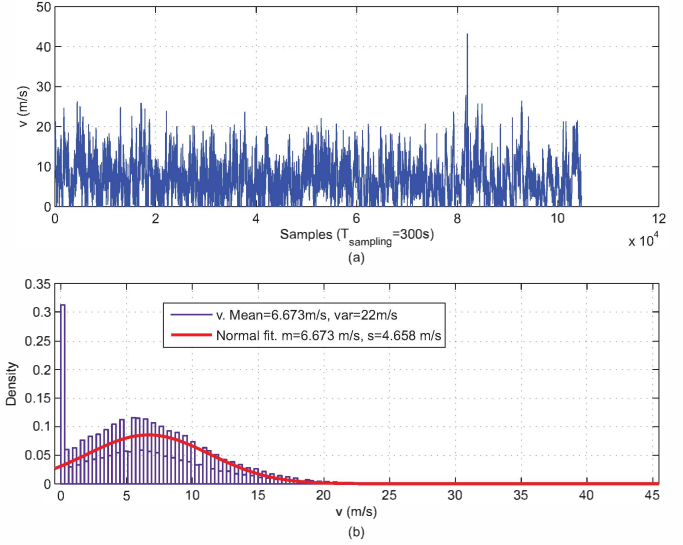 50
40
30
20
10
0
v (m/s)
0 2 4 6 8 10 12
x 10^4
Samples (T_sampling=300s)
(a)
0.35
0.3
0.25
0.2
0.15
0.1
0.05
0
Density
v. Mean=6.673m/s, var=22m/s
Normal fit. m=6.673 m/s, s=4.658 m/s
0 5 10 15 20 25 30 35 40 45
v (m/s)
(b)